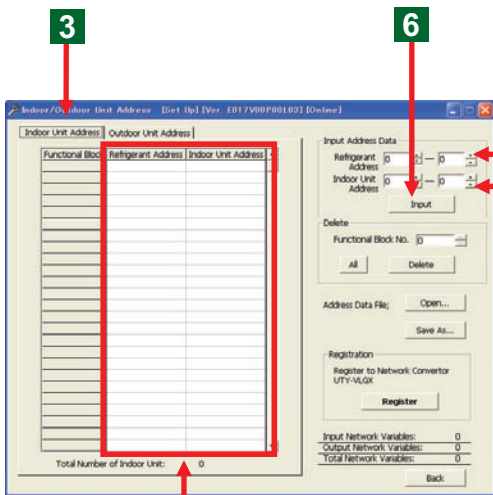 3
6
Indoor/Outdoor Unit Address [Set Up] [Ver. E017V00P00L03] [Online]
Indoor Unit Address
Outdoor Unit Address
Functional Bloc
Refrigerant Address
Indoor Unit Address
Total Number of Indoor Unit: 0
Input Address Data
Refrigerant Address 0 — 0
Indoor Unit Address 0 — 0
Input
Delete
Functional Block No. 0
All
Delete
Address Data File;
Open...
Save As...
Registration
Register to Network Convertor
UTY-VLGX
Register
Input Network Variables: 0
Output Network Variables: 0
Total Network Variables: 0
Back